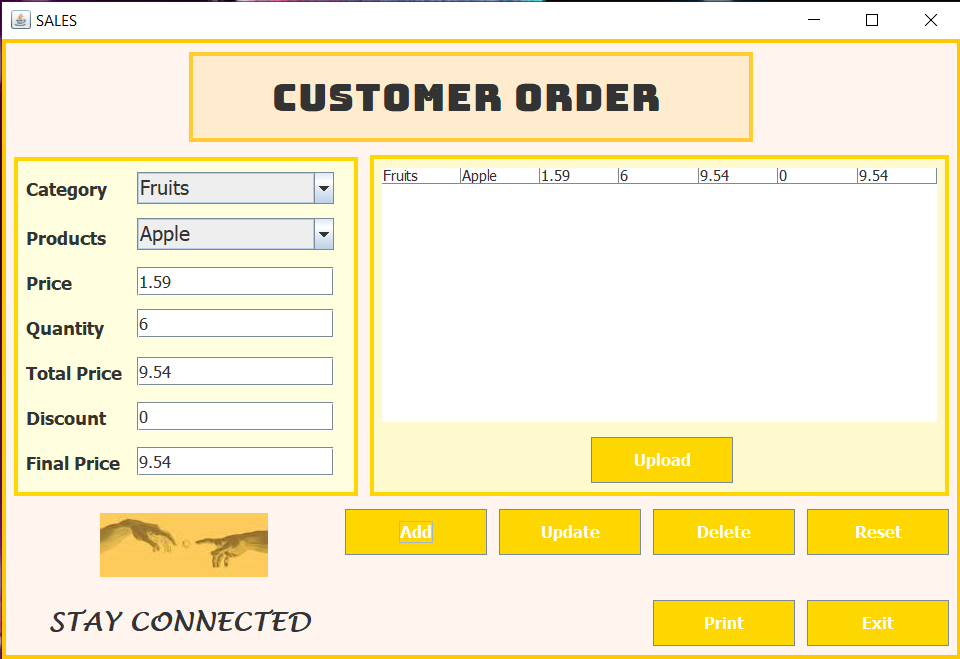 SALES
CUSTOMER ORDER
Category Fruits
Products Apple
Price 1.59
Quantity 6
Total Price 9.54
Discount 0
Final Price 9.54
Fruits Apple 1.59 6 9.54 0 9.54
Upload
Add Update Delete Reset
STAY CONNECTED
Print Exit